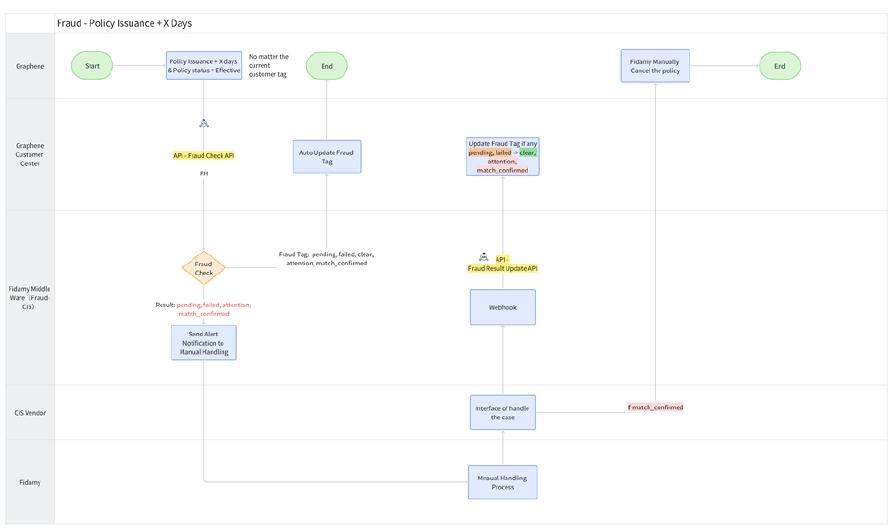 Fraud - Policy Issuance + X Days
Graphene
Start
Policy Issuance + X days
& Policy status = Effective
No matter the
current
customer tag
End
Fidamy Manually
Cancel the policy
End
Graphene
Customer
Center
API - Fraud Check API
FH
Auto Update Fraud
Tag
Update Fraud Tag if any
pending, failed -> clear,
attention,
match_confirmed
Fidamy Middle
Ware (Fraud-
CIS)
Fraud
Check
Fraud Tag: pending, failed, clear,
attention, match_confirmed
API -
Fraud Result Update API
Result: pending, failed, attention,
match_confirmed
Webhook
Send Alert
Notification to
Manual Handling
CIS Vendor
Interface of handle
the case
f match_confirmed
Fidamy
Manual Handling
Process